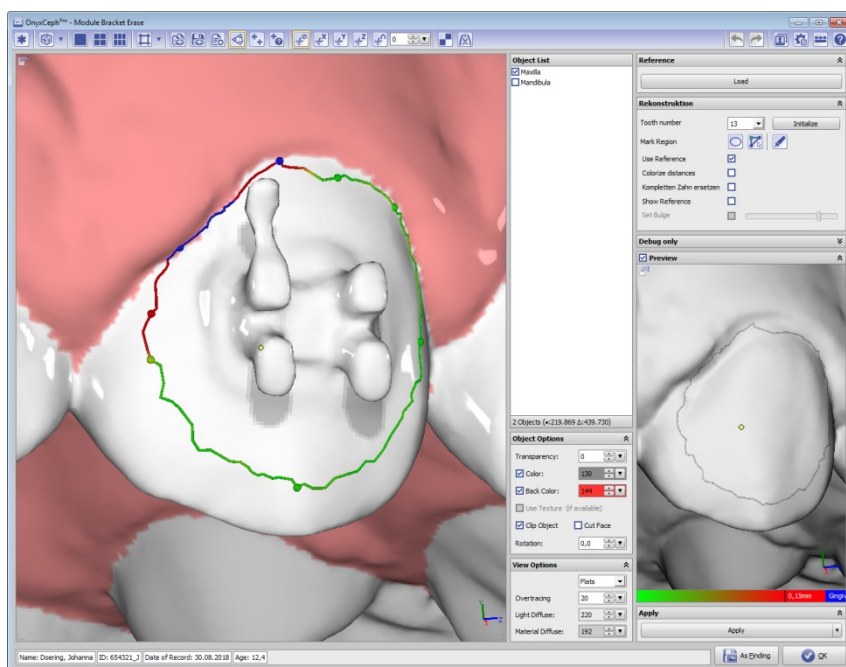 OnyxCeph³™ - Module Bracket Erase
0
Object List
Maxilla
Mandibula
2 Objects (•:219.869 Δ:439.730)
Object Options
Transparency: 0
Color: 130
Back Color: 144
Use Texture (if available)
Clip Object Cut Face
Rotation: 0,0
View Options
Flats
Overtracing 20
Light Diffuse: 220
Material Diffuse: 192
Reference
Load
Rekonstruktion
Tooth number 13 Initialize
Mark Region
Use Reference
Colorize distances
Kompletten Zahn ersetzen
Show Reference
Set Bulge
Debug only
Preview
0,15mm Gingiv
Apply
Apply
Name: Doering, Johanna ID: 654321_J Date of Record: 30.08.2018 Age: 12,4
As Finding OK